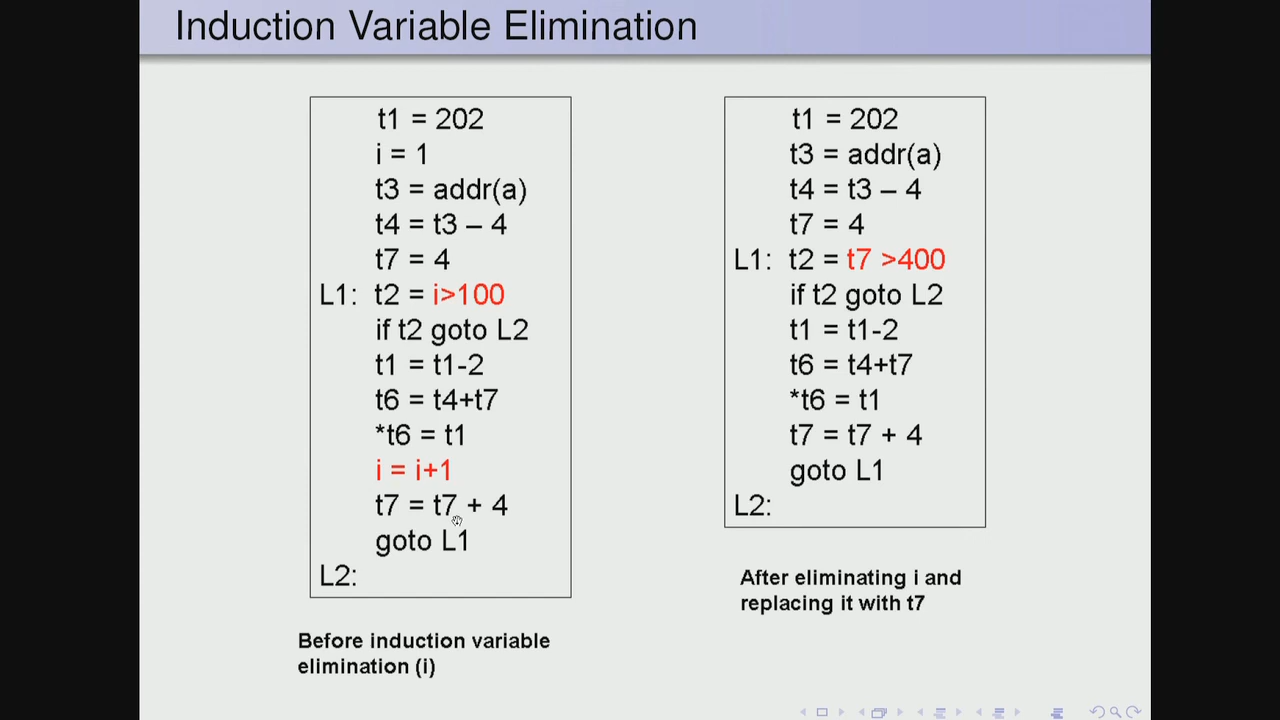 Induction Variable Elimination
t1 = 202
i = 1
t3 = addr(a)
t4 = t3 – 4
t7 = 4
L1: t2 = i>100
if t2 goto L2
t1 = t1-2
t6 = t4+t7
*t6 = t1
i = i+1
t7 = t7 + 4
goto L1
L2:
Before induction variable
elimination (i)
t1 = 202
t3 = addr(a)
t4 = t3 – 4
t7 = 4
L1: t2 = t7 >400
if t2 goto L2
t1 = t1-2
t6 = t4+t7
*t6 = t1
t7 = t7 + 4
goto L1
L2:
After eliminating i and
replacing it with t7